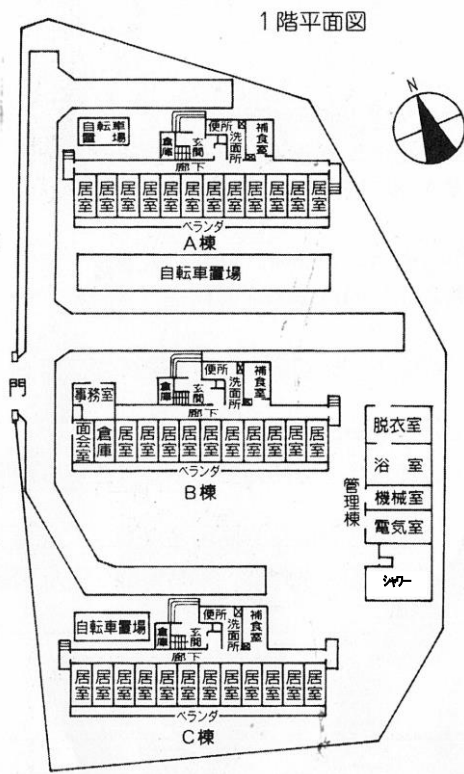 1階平面図
N
自転車置場
便所
洗面所
補食室
倉庫
玄関
廊下
居室 居室 居室 居室 居室 居室 居室 居室 居室 居室 居室
ベランダ
A棟
自転車置場
門
事務室
便所
洗面所
補食室
倉庫
玄関
廊下
面会室 倉庫 居室 居室 居室 居室 居室 居室 居室 居室 居室
ベランダ
B棟
管理棟
脱衣室
浴室
機械室
電気室
シャワー
自転車置場
便所
洗面所
補食室
倉庫
玄関
廊下
居室 居室 居室 居室 居室 居室 居室 居室 居室 居室 居室
ベランダ
C棟